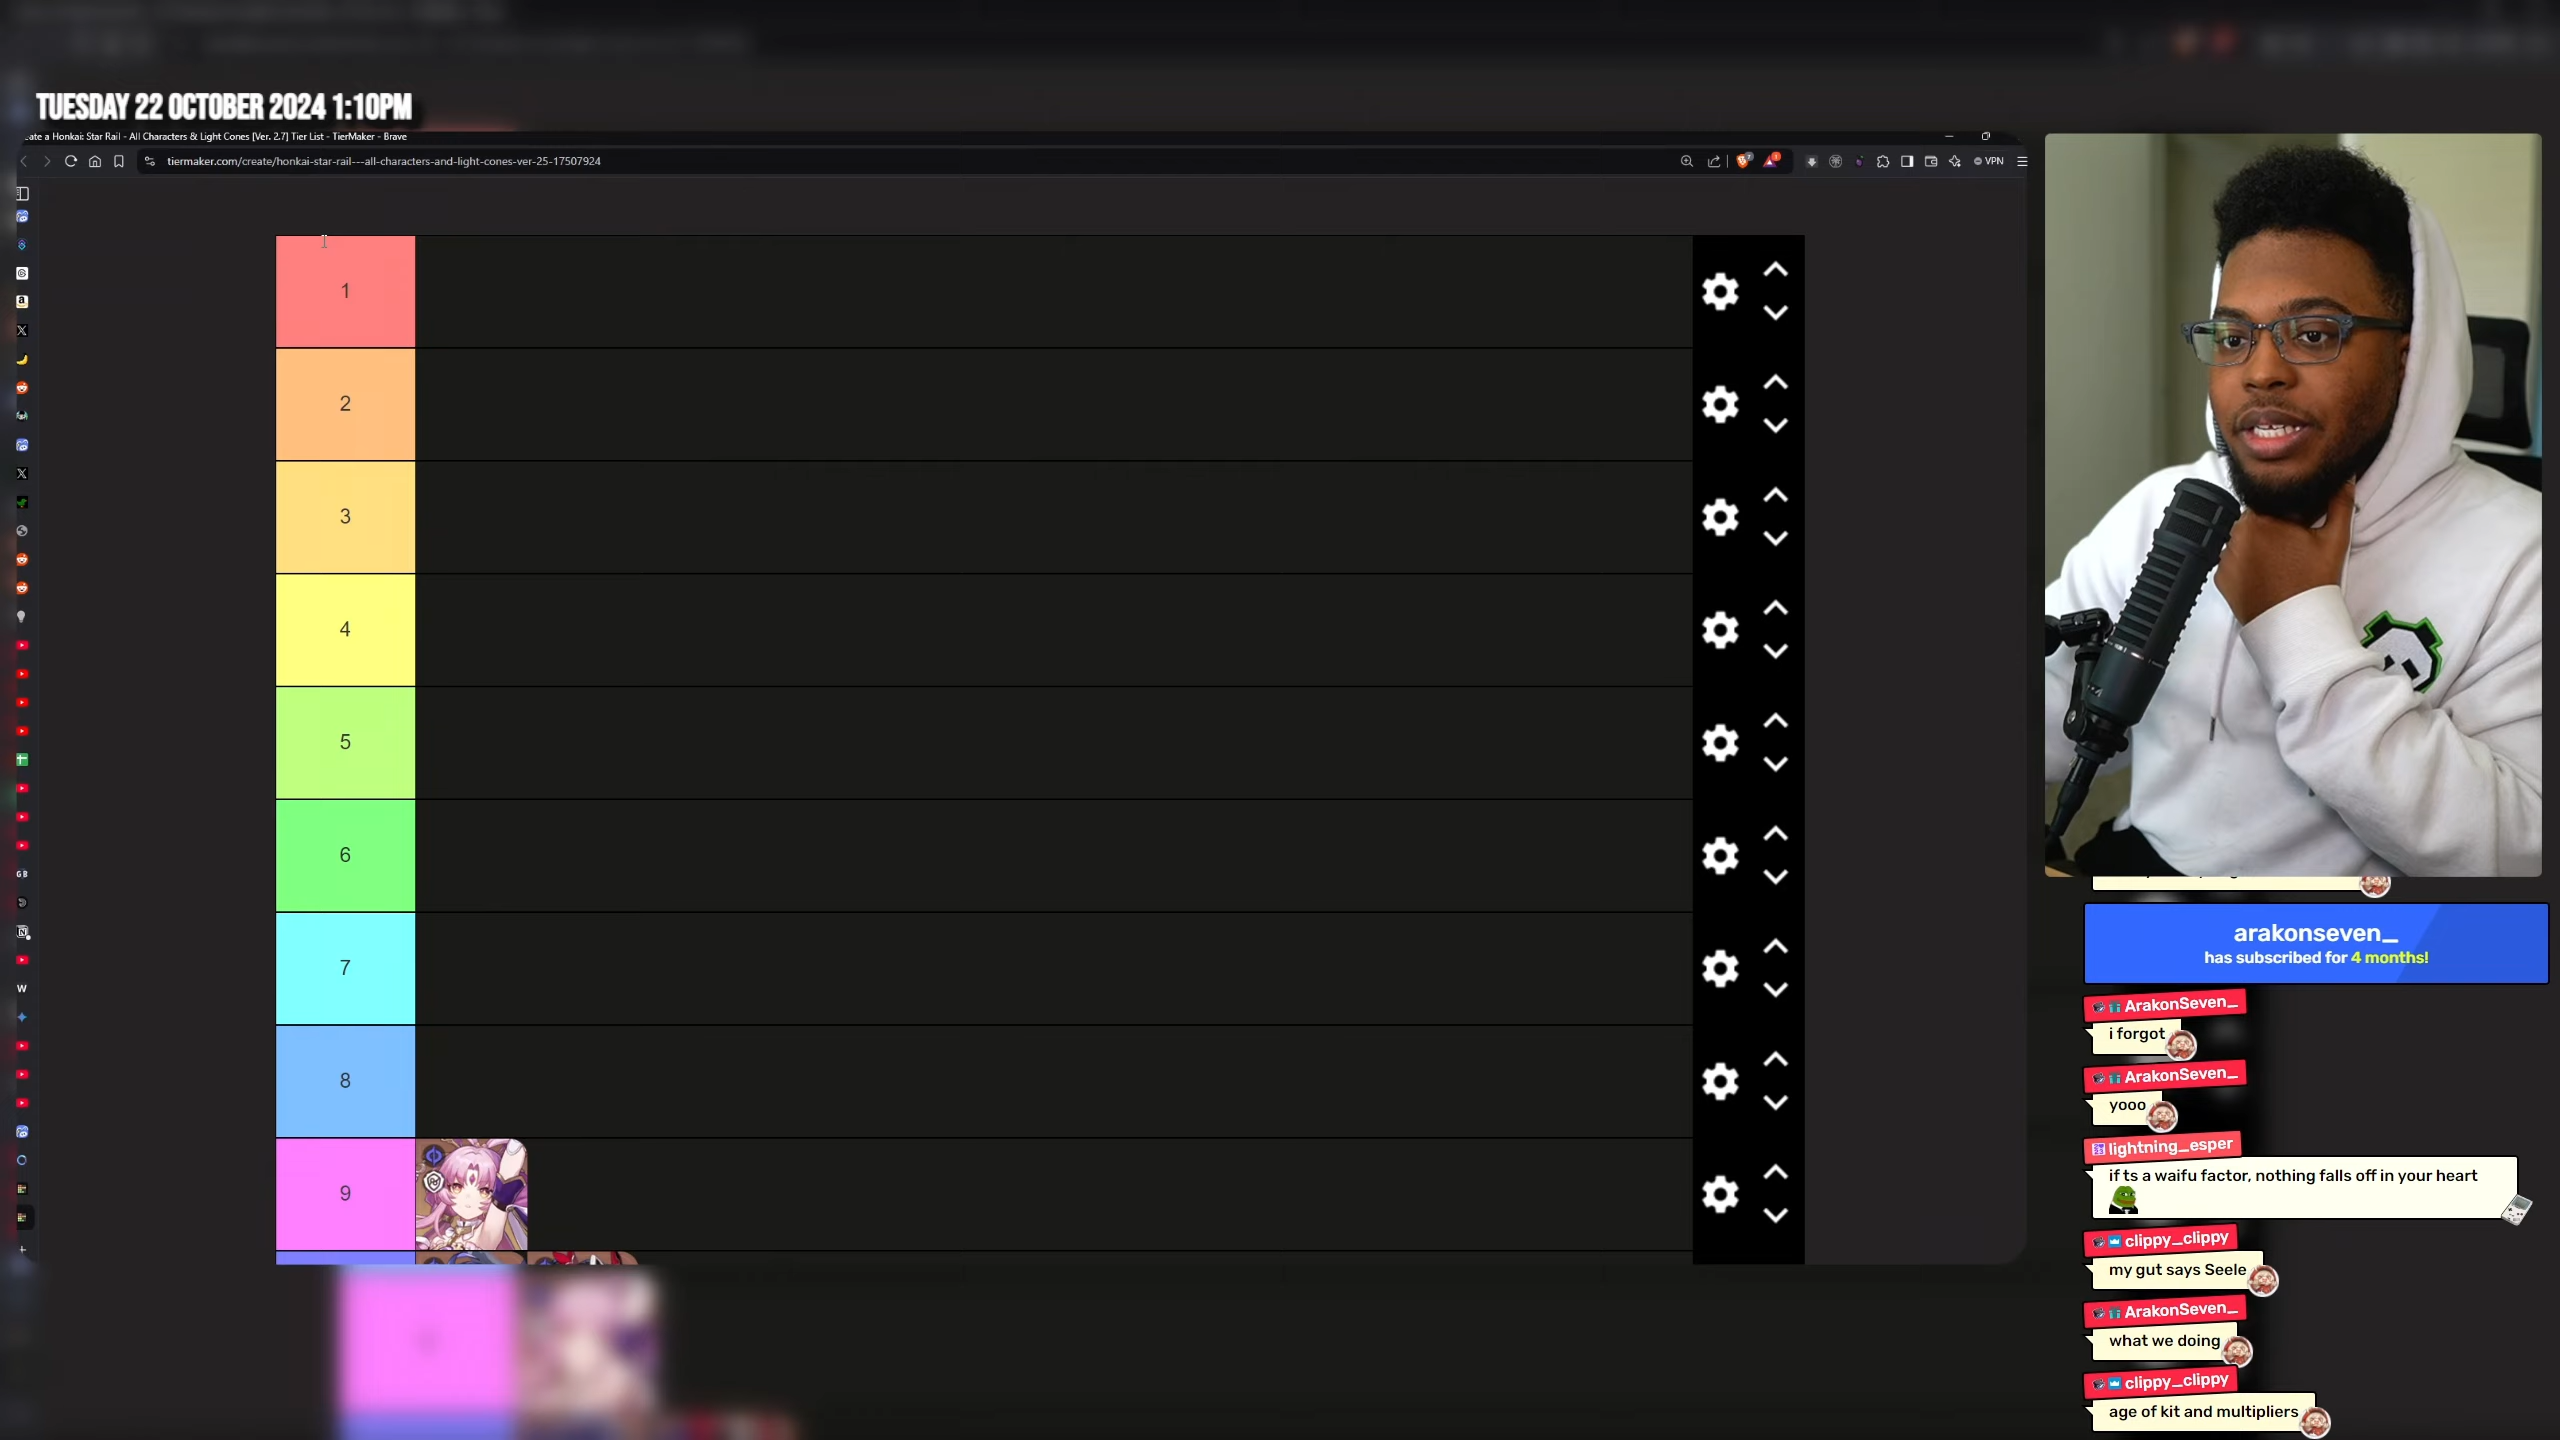 TUESDAY 22 OCTOBER 2024 1:10PM
ate a Honkai: Star Rail - All Characters & Light Cones [Ver. 2.7] Tier List - TierMaker - Brave
tiermaker.com/create/honkai-star-rail---all-characters-and-light-cones-ver-25-17507924
VPN
1
2
3
4
5
6
7
8
9
arakonseven_
has subscribed for 4 months!
ArakonSeven_
i forgot
ArakonSeven_
yooo
lightning_esper
if ts a waifu factor, nothing falls off in your heart
clippy_clippy
my gut says Seele
ArakonSeven_
what we doing
clippy_clippy
age of kit and multipliers